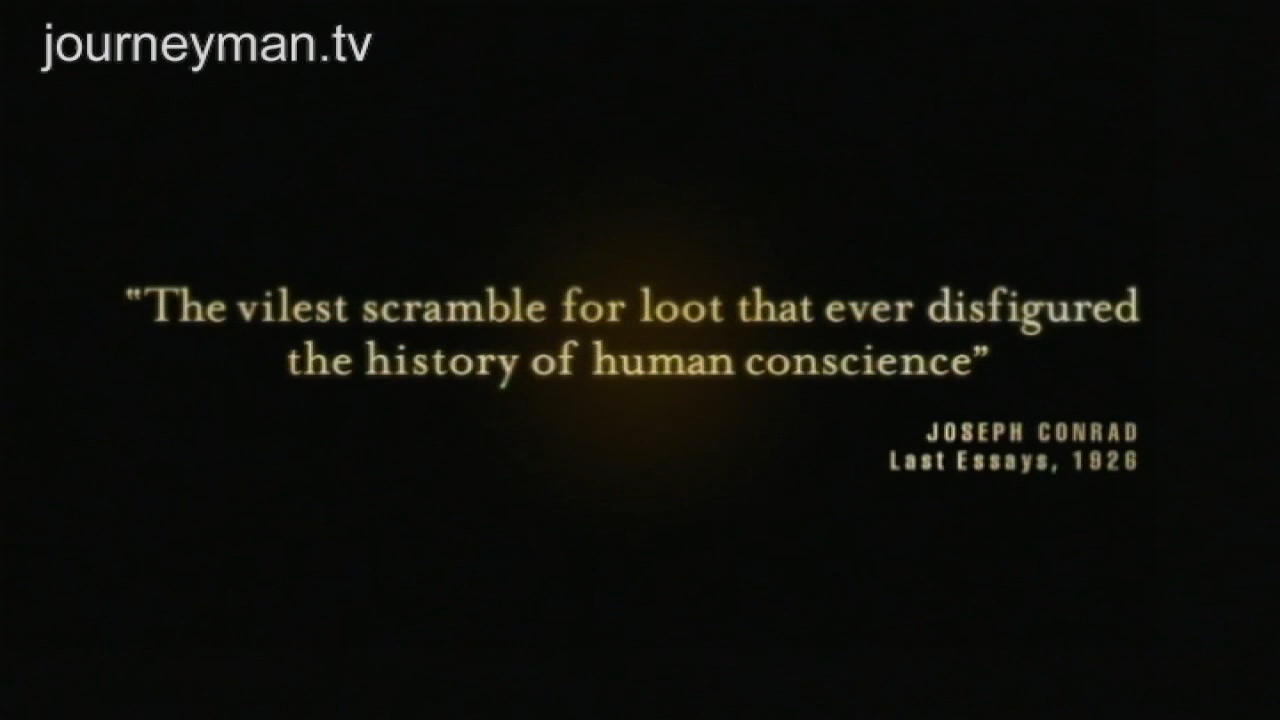 journeyman.tv
"The vilest scramble for loot that ever disfigured
the history of human conscience”
JOSEPH CONRAD
Last Essays, 1926